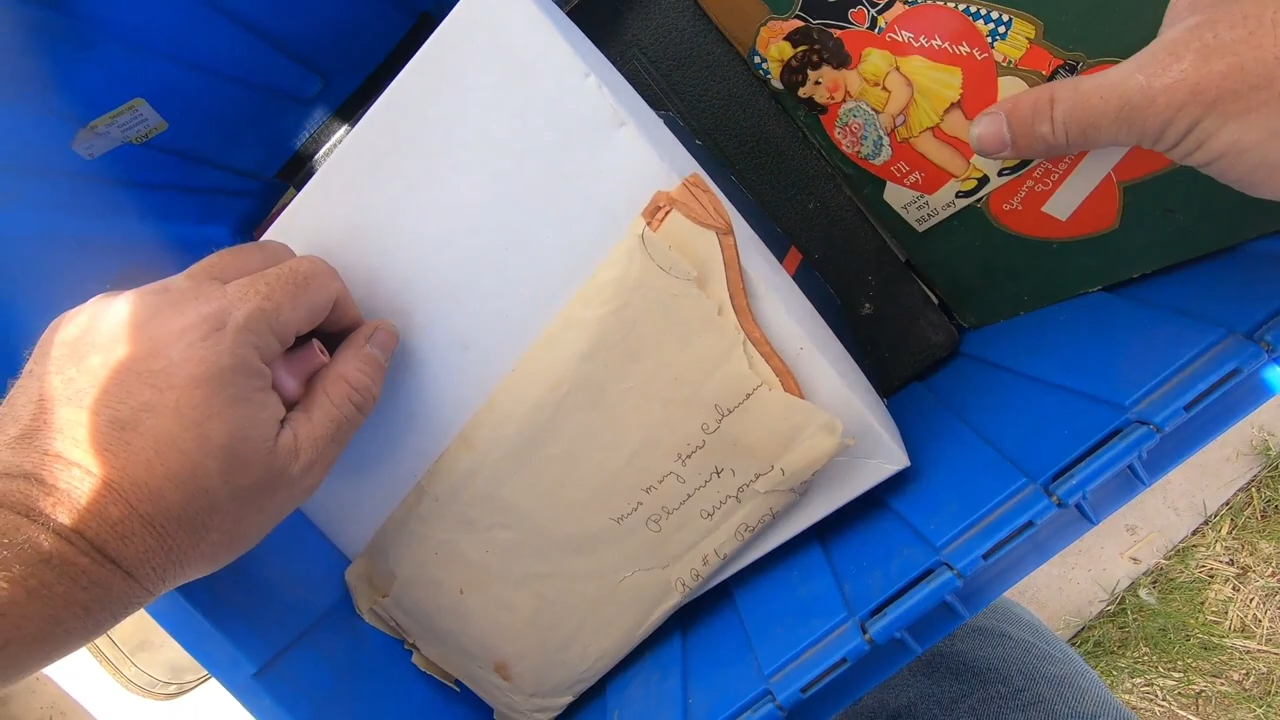 VALENTINE
I'll
say,
you're
my
BEAU cay
you're my
Valen
Miss Mary Lois Coleman,
Phoenix,
Arizona,
RR#6 Box